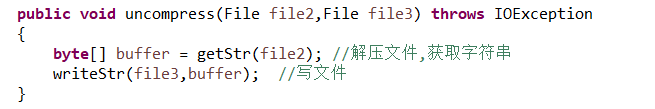 public void uncompress(File file2,File file3) throws IOException
{
byte[] buffer = getStr(file2); //解压文件,获取字符串
writeStr(file3,buffer);  //写文件
}